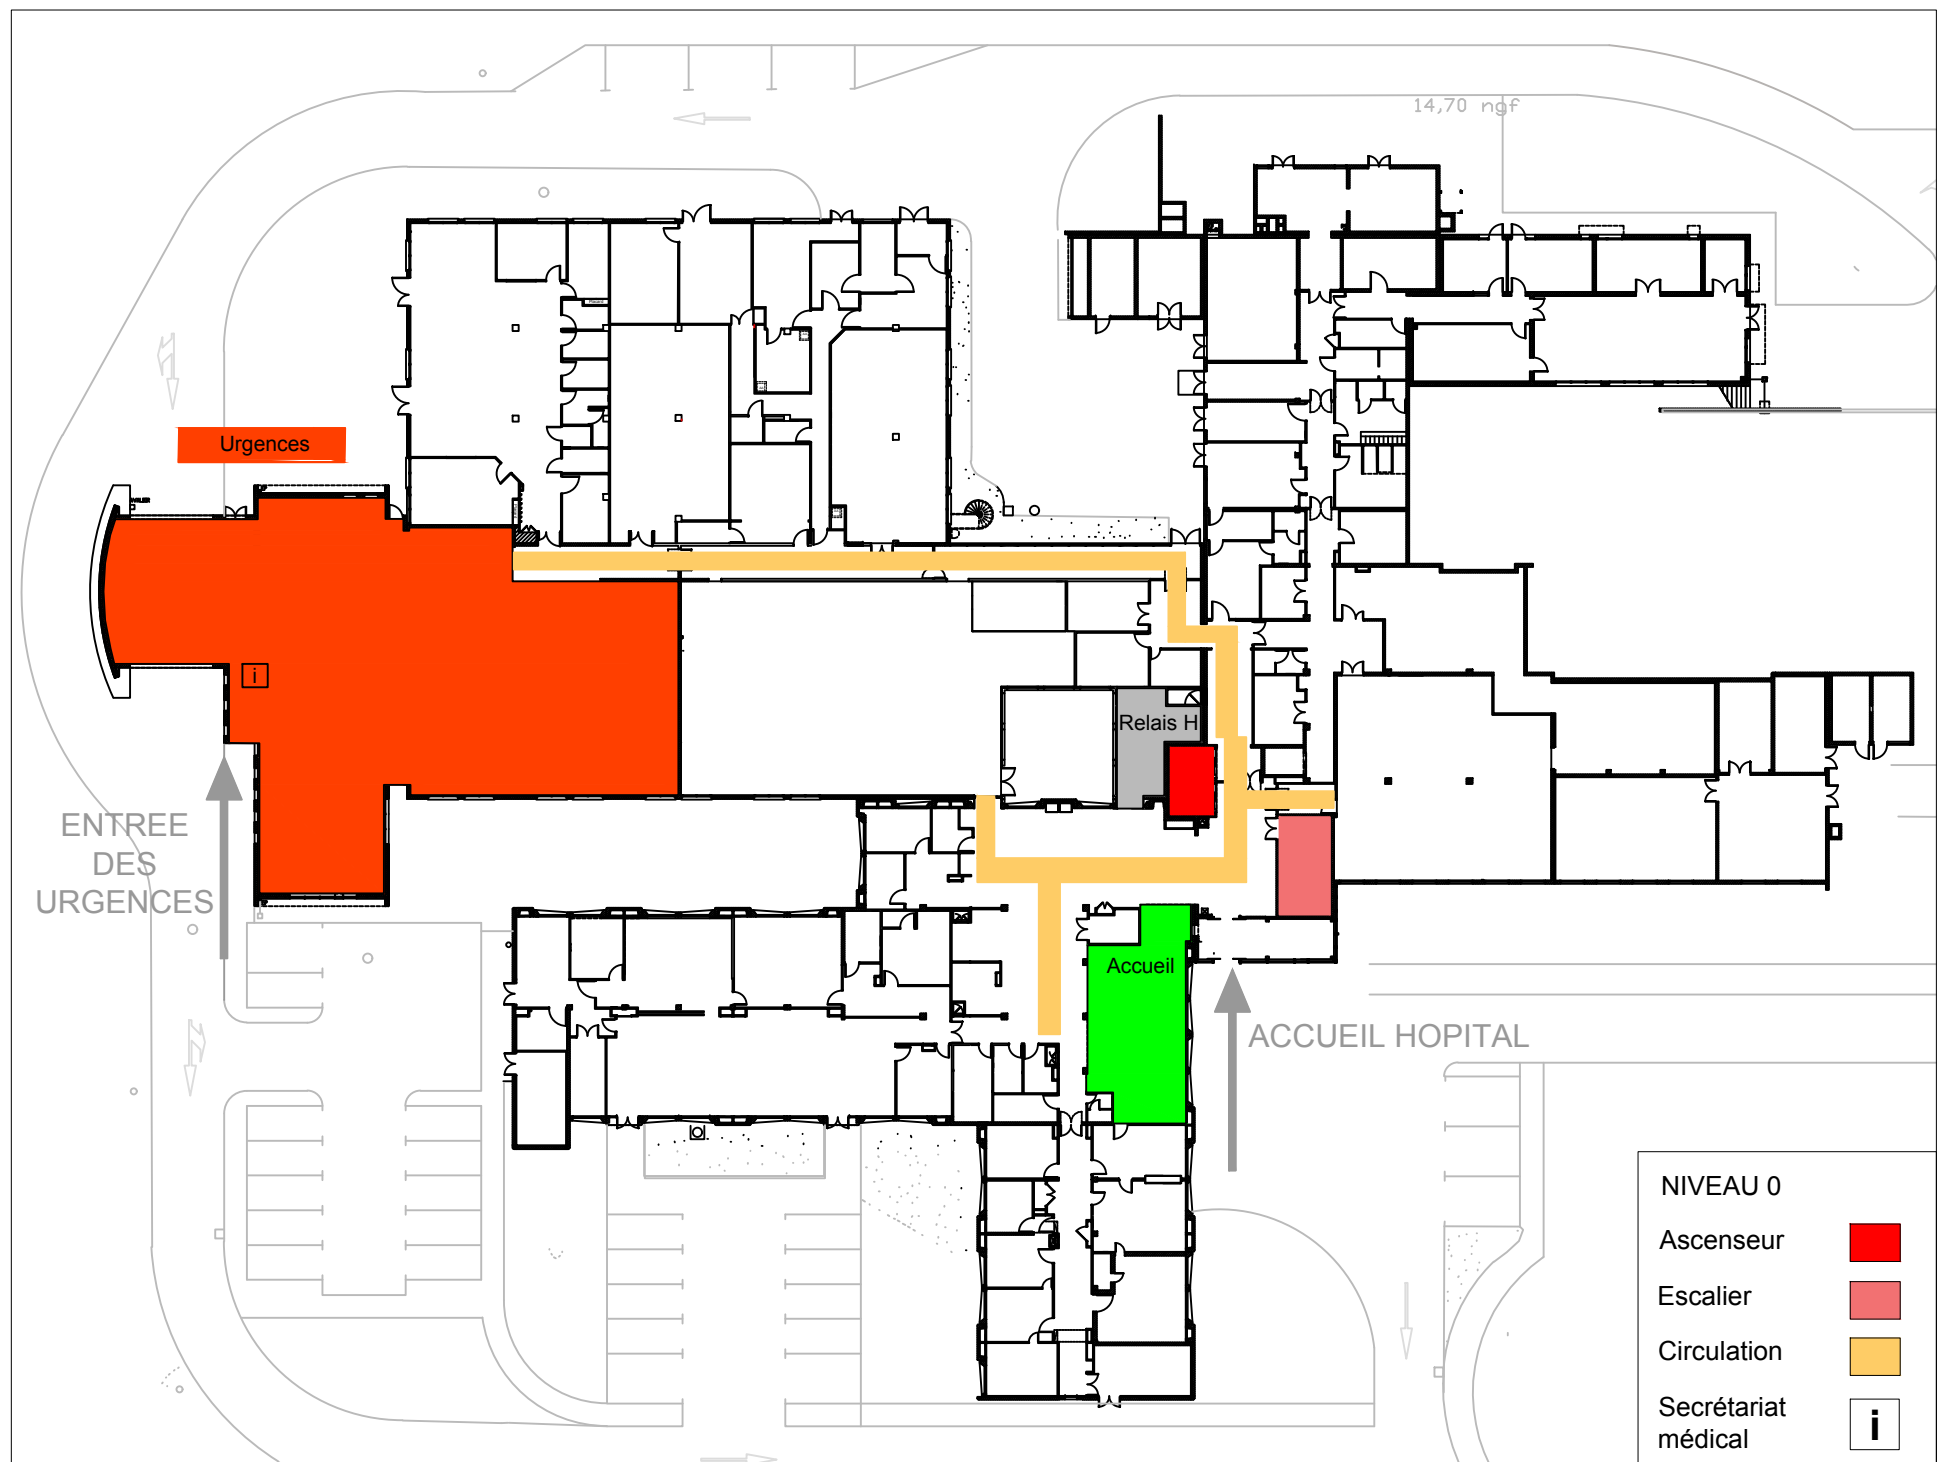 14,70 ngf
Urgences
i
Relais H
ENTREE
DES
URGENCES
Accueil
ACCUEIL HOPITAL
NIVEAU 0
Ascenseur
Escalier
Circulation
Secrétariat
médical
i